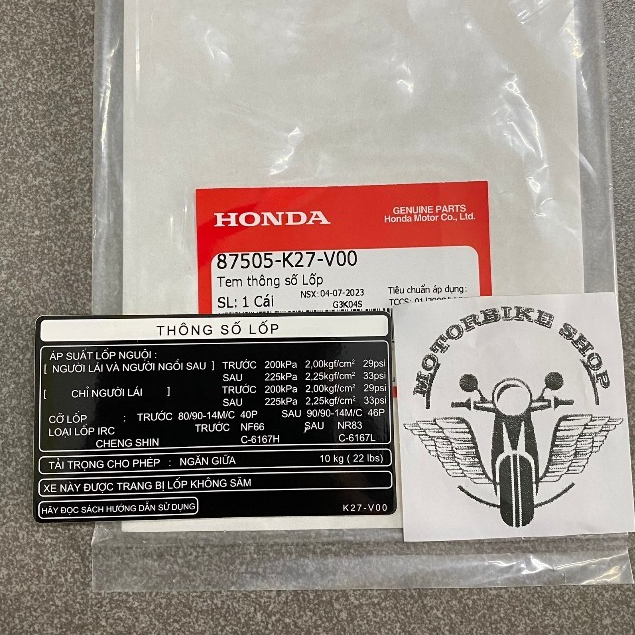 HONDA
GENUINE PARTS
Honda Motor Co., Ltd.
87505-K27-V00
Tem thông số Lốp
NSX:04-07-2023
Tiêu chuẩn áp dụng:
SL: 1 Cái
G3K04S
TCCS:
THÔNG SỐ LỐP
ÁP SUẤT LỐP NGUỘI :
[ NGƯỜI LÁI VÀ NGƯỜI NGỒI SAU ] TRƯỚC 200kPa 2,00kgf/cm² 29psi
SAU 225kPa 2,25kgf/cm² 33psi
[ CHỈ NGƯỜI LÁI ] TRƯỚC 200kPa 2,00kgf/cm² 29psi
SAU 225kPa 2,25kgf/cm² 33psi
CỠ LỐP : TRƯỚC 80/90-14M/C 40P SAU 90/90-14M/C 46P
LOẠI LỐP IRC TRƯỚC NF66 SAU NR83
CHENG SHIN C-6167H C-6167L
TẢI TRỌNG CHO PHÉP : NGĂN GIỮA 10 kg ( 22 lbs)
XE NÀY ĐƯỢC TRANG BỊ LỐP KHÔNG SĂM
HÃY ĐỌC SÁCH HƯỚNG DẪN SỬ DỤNG
K27-V00
MOTORBIKE SHOP